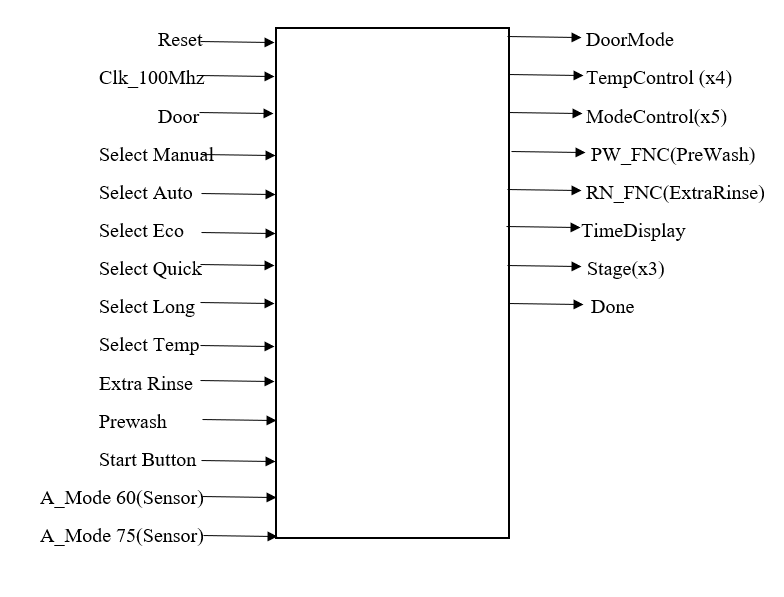 Reset
DoorMode
Clk_100Mhz
TempControl (x4)
Door
ModeControl(x5)
Select Manual
PW_FNC(PreWash)
Select Auto
RN_FNC(ExtraRinse)
Select Eco
TimeDisplay
Select Quick
Stage(x3)
Select Long
Done
Select Temp
Extra Rinse
Prewash
Start Button
A_Mode 60(Sensor)
A_Mode 75(Sensor)